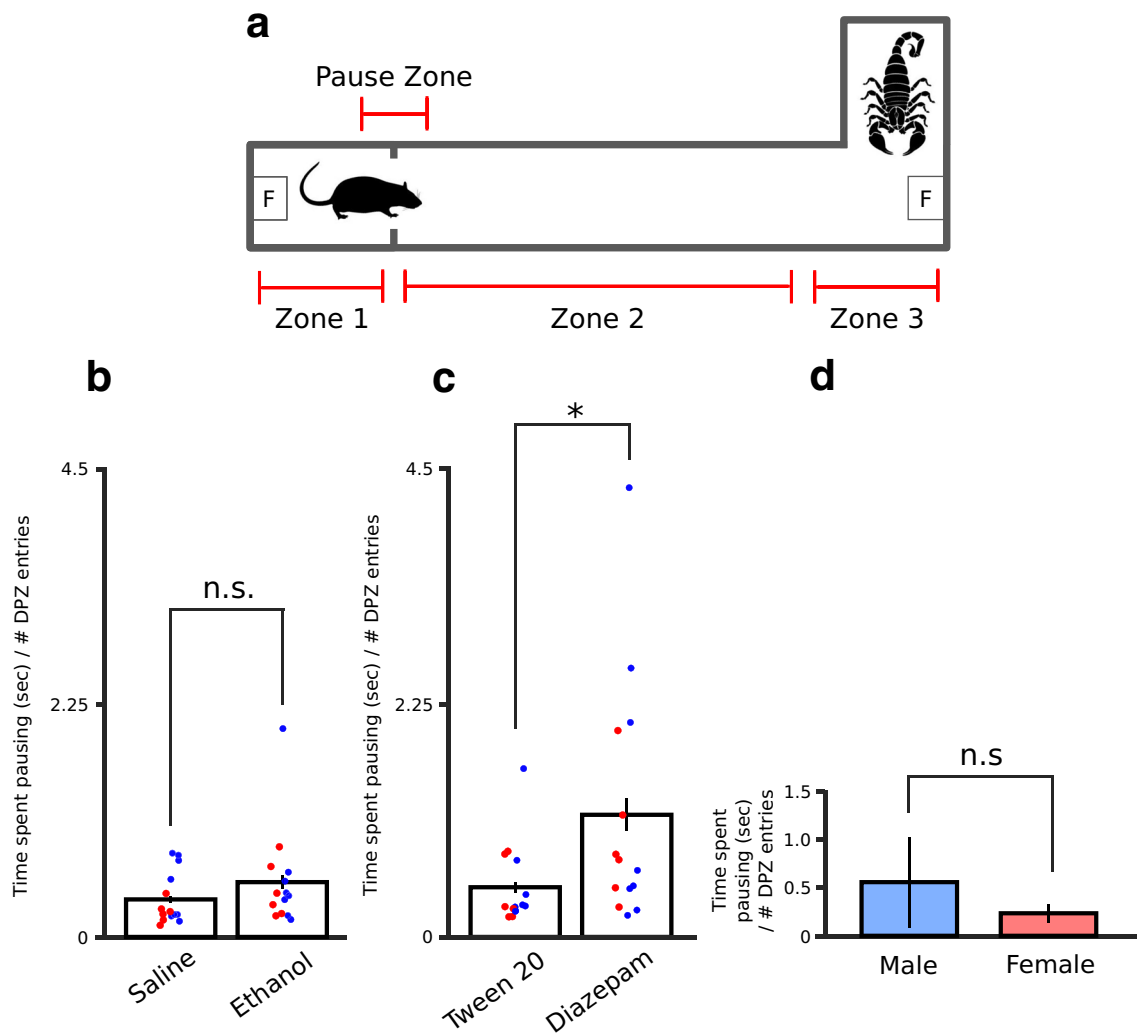 a
Pause Zone
F
F
Zone 1
Zone 2
Zone 3
b
Time spent pausing (sec) / # DPZ entries
4.5
2.25
0
n.s.
Saline
Ethanol
c
Time spent pausing (sec) / # DPZ entries
4.5
2.25
0
*
Tween 20
Diazepam
d
Time spent
pausing (sec)
/ # DPZ entries
1.5
1.0
0.5
0
n.s
Male
Female